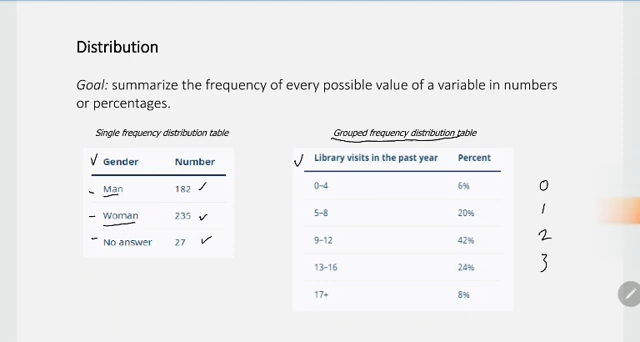 Distribution
Goal: summarize the frequency of every possible value of a variable in numbers
or percentages.
Single frequency distribution table
Gender Number
Man 182
Woman 235
No answer 27
Grouped frequency distribution table
Library visits in the past year Percent
0-4 6%
5-8 20%
9-12 42%
13-16 24%
17+ 8%
0
1
2
3